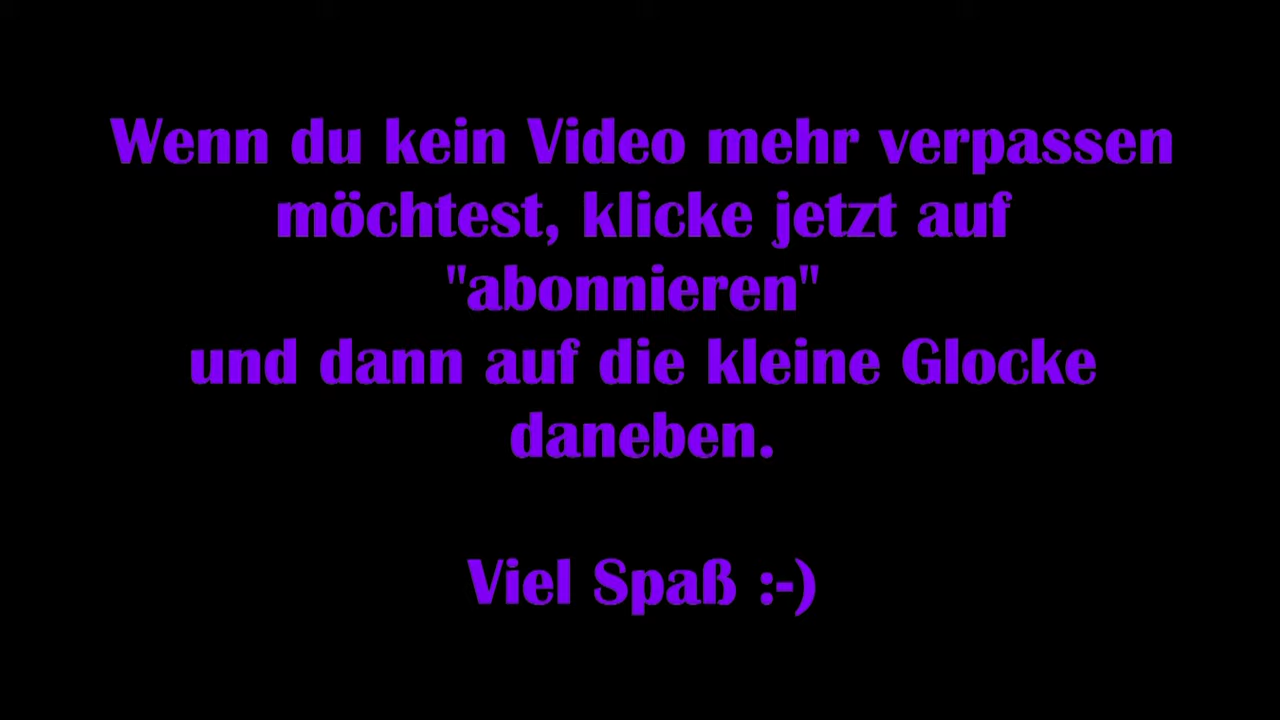 Wenn du kein Video mehr verpassen
möchtest, klicke jetzt auf
"abonnieren"
und dann auf die kleine Glocke
daneben.
Viel Spaß :-)